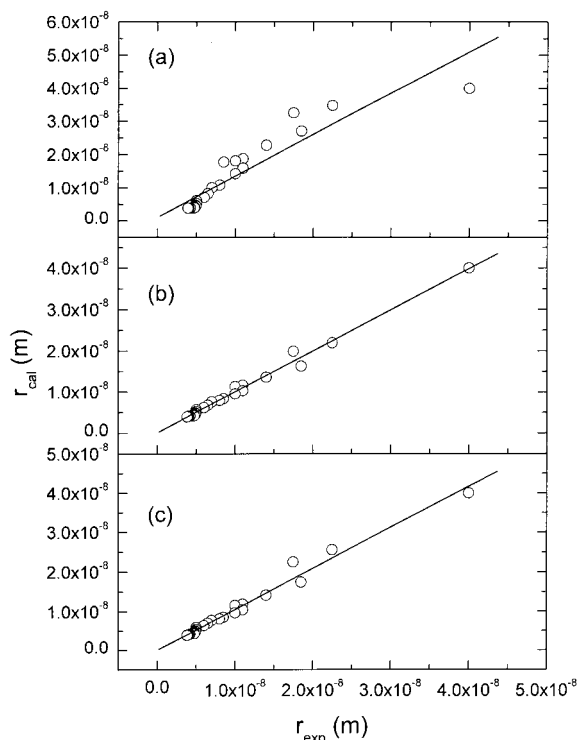 6.0x10⁻⁸
(a)
5.0x10⁻⁸
4.0x10⁻⁸
3.0x10⁻⁸
2.0x10⁻⁸
1.0x10⁻⁸
0.0
(b)
4.0x10⁻⁸
3.0x10⁻⁸
2.0x10⁻⁸
1.0x10⁻⁸
0.0
r_cal (m)
5.0x10⁻⁸
(c)
4.0x10⁻⁸
3.0x10⁻⁸
2.0x10⁻⁸
1.0x10⁻⁸
0.0
0.0 1.0x10⁻⁸ 2.0x10⁻⁸ 3.0x10⁻⁸ 4.0x10⁻⁸ 5.0x10⁻⁸
r_exp (m)